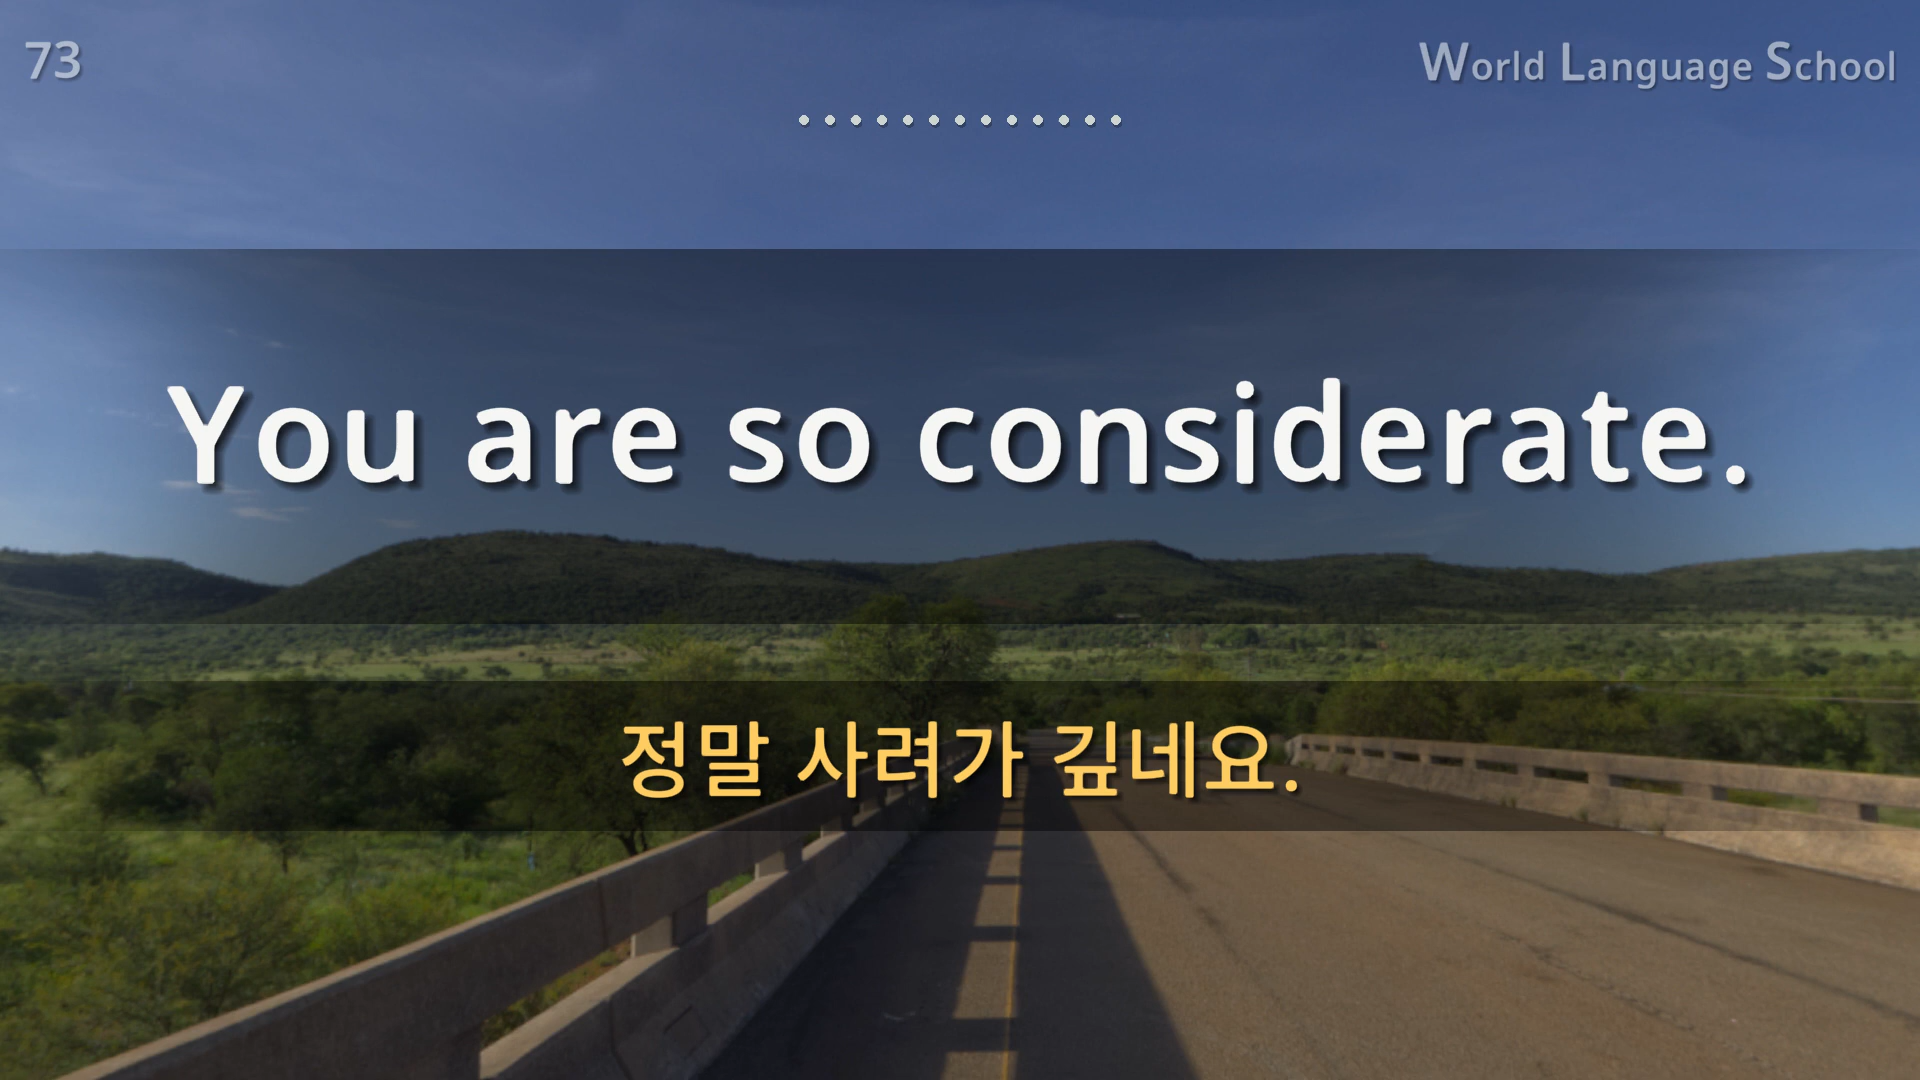 73
World Language School
You are so considerate.
정말 사려가 깊네요.